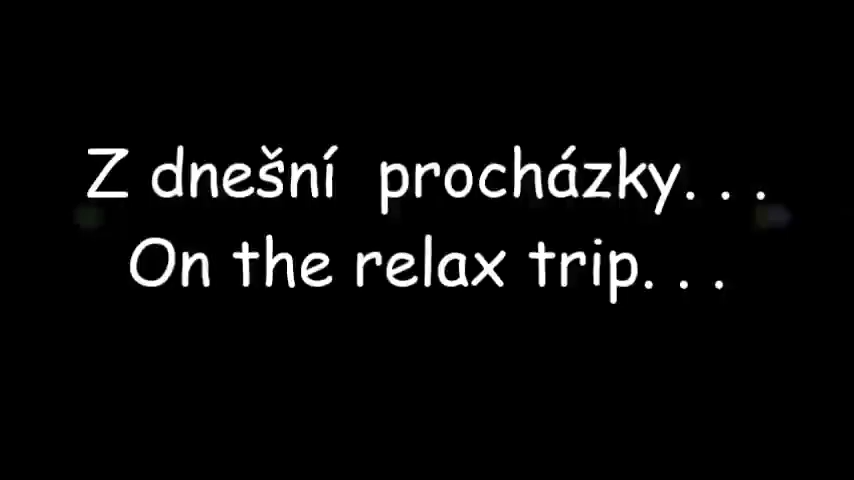 Z dnešní procházky. . .
On the relax trip. . .